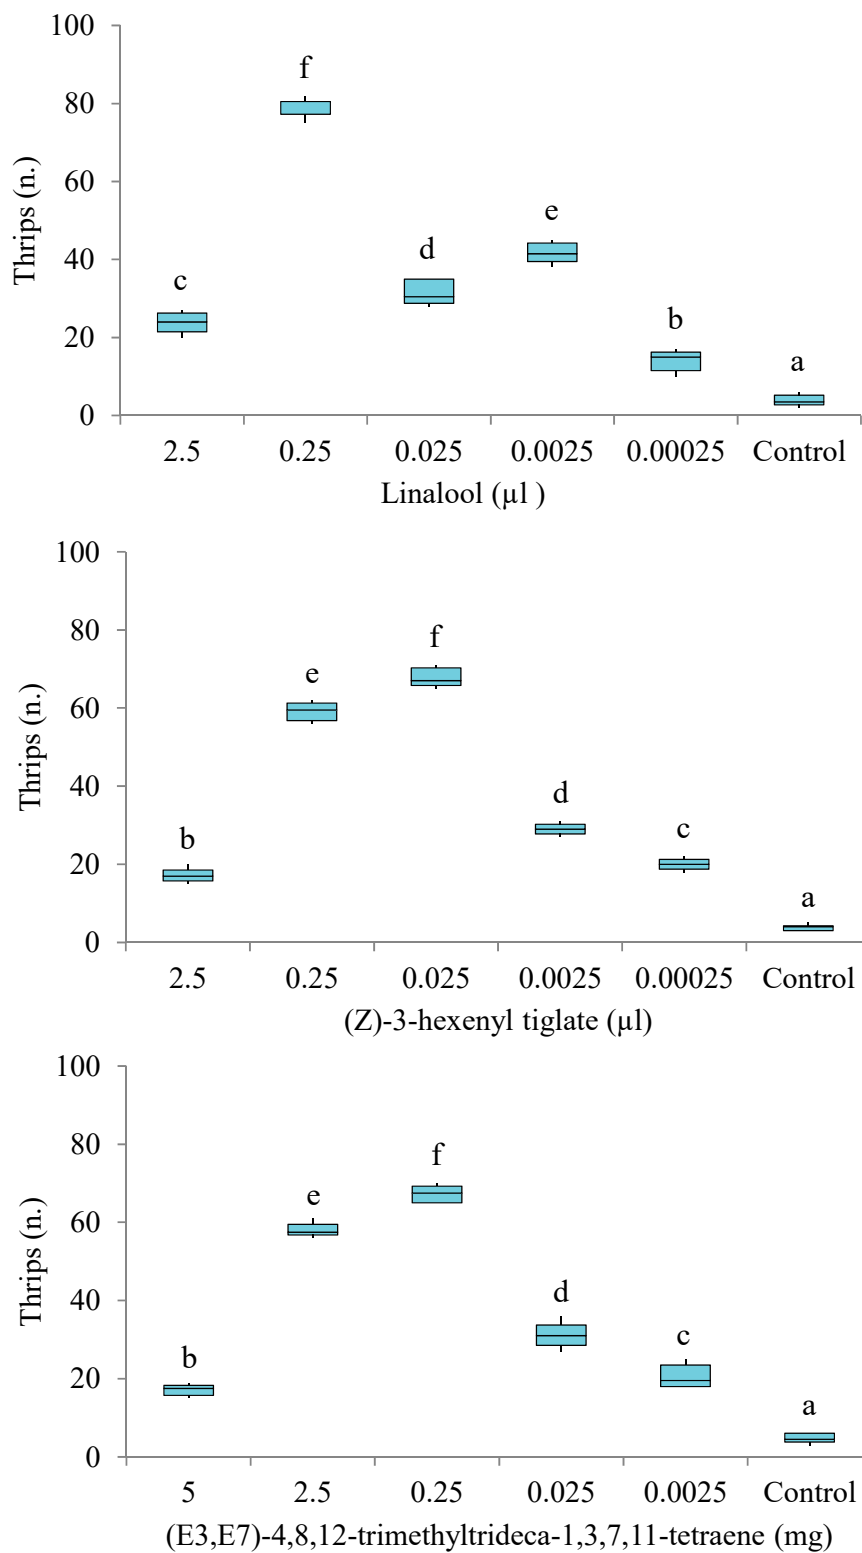 100
f
80
60
e
Thrips (n.)
40
d
c
20
b
a
0
2.5 0.25 0.025 0.0025 0.00025 Control
Linalool (µl )
100
80
f
e
60
Thrips (n.)
40
d
c
b
20
a
0
2.5 0.25 0.025 0.0025 0.00025 Control
(Z)-3-hexenyl tiglate (µl)
100
80
f
e
60
Thrips (n.)
40
d
c
b
20
a
0
5 2.5 0.25 0.025 0.0025 Control
(E3,E7)-4,8,12-trimethyltrideca-1,3,7,11-tetraene (mg)